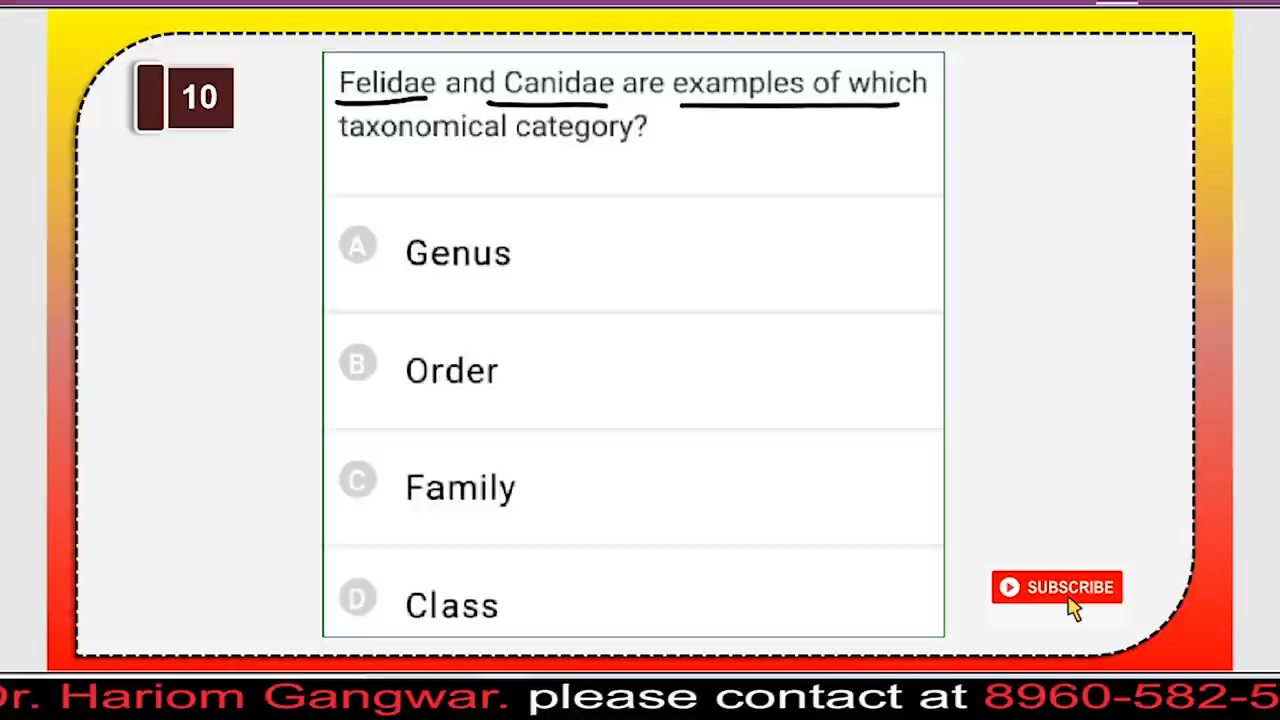 10
Felidae and Canidae are examples of which
taxonomical category?
A Genus
B Order
C Family
D Class
SUBSCRIBE
Dr. Hariom Gangwar. please contact at 8960-582-5